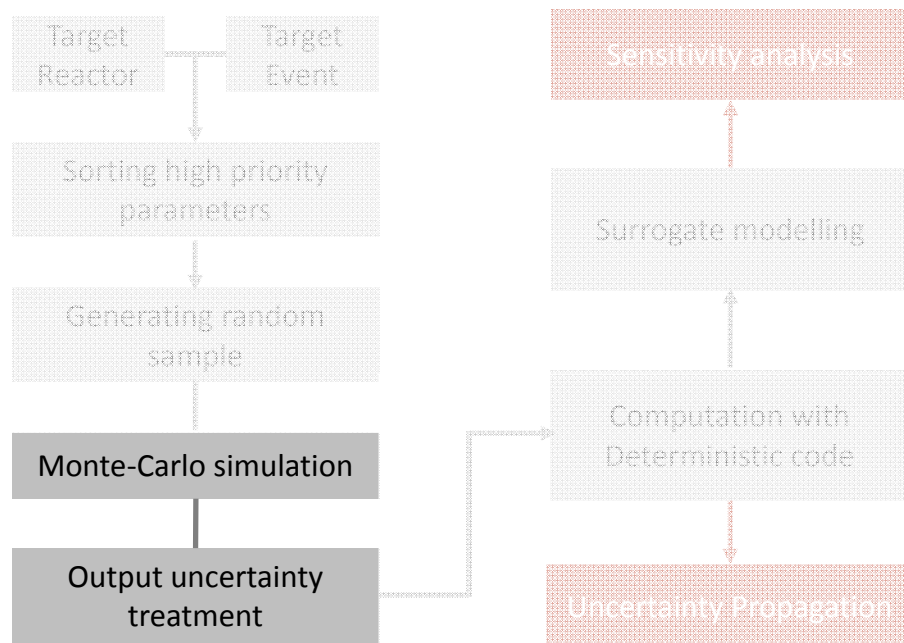 Target
Reactor
Target
Event
Sorting high priority
parameters
Generating random
sample
Monte-Carlo simulation
Output uncertainty
treatment
Sensitivity analysis
Surrogate modelling
Computation with
Deterministic code
Uncertainty Propagation